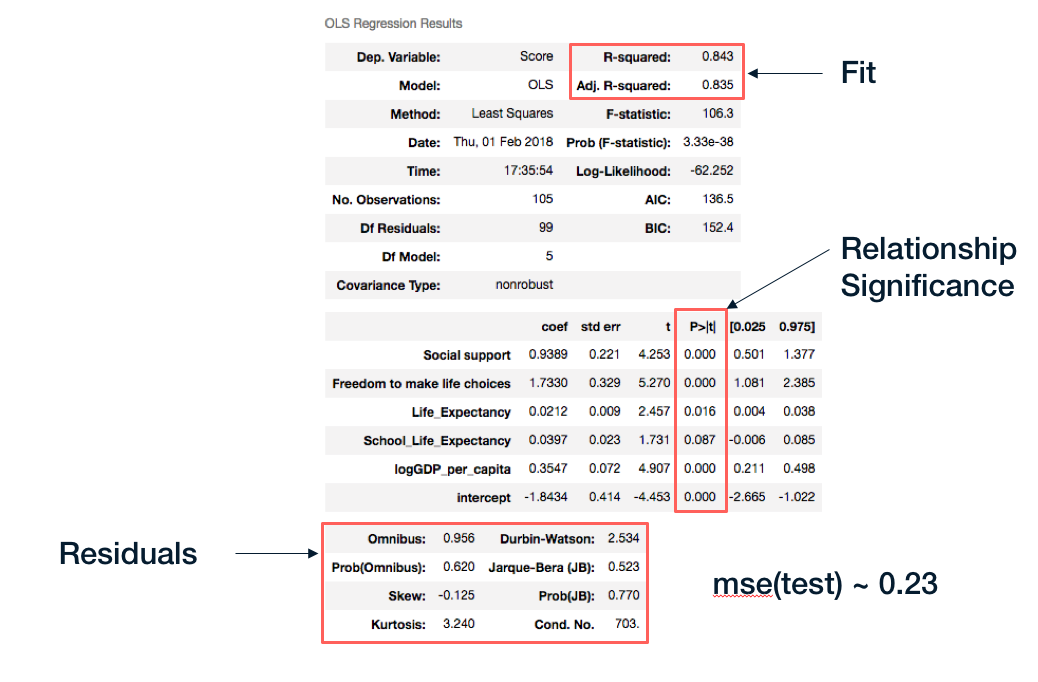 OLS Regression Results
Dep. Variable: Score R-squared: 0.843
Fit
Model: OLS Adj. R-squared: 0.835
Method: Least Squares F-statistic: 106.3
Date: Thu, 01 Feb 2018 Prob (F-statistic): 3.33e-38
Time: 17:35:54 Log-Likelihood: -62.252
No. Observations: 105 AIC: 136.5
Df Residuals: 99 BIC: 152.4
Df Model: 5
Covariance Type: nonrobust
Relationship
Significance
coef std err t P>|t| [0.025 0.975]
Social support 0.9389 0.221 4.253 0.000 0.501 1.377
Freedom to make life choices 1.7330 0.329 5.270 0.000 1.081 2.385
Life_Expectancy 0.0212 0.009 2.457 0.016 0.004 0.038
School_Life_Expectancy 0.0397 0.023 1.731 0.087 -0.006 0.085
logGDP_per_capita 0.3547 0.072 4.907 0.000 0.211 0.498
intercept -1.8434 0.414 -4.453 0.000 -2.665 -1.022
Residuals
Omnibus: 0.956 Durbin-Watson: 2.534
Prob(Omnibus): 0.620 Jarque-Bera (JB): 0.523
Skew: -0.125 Prob(JB): 0.770
Kurtosis: 3.240 Cond. No. 703.
mse(test) ~ 0.23